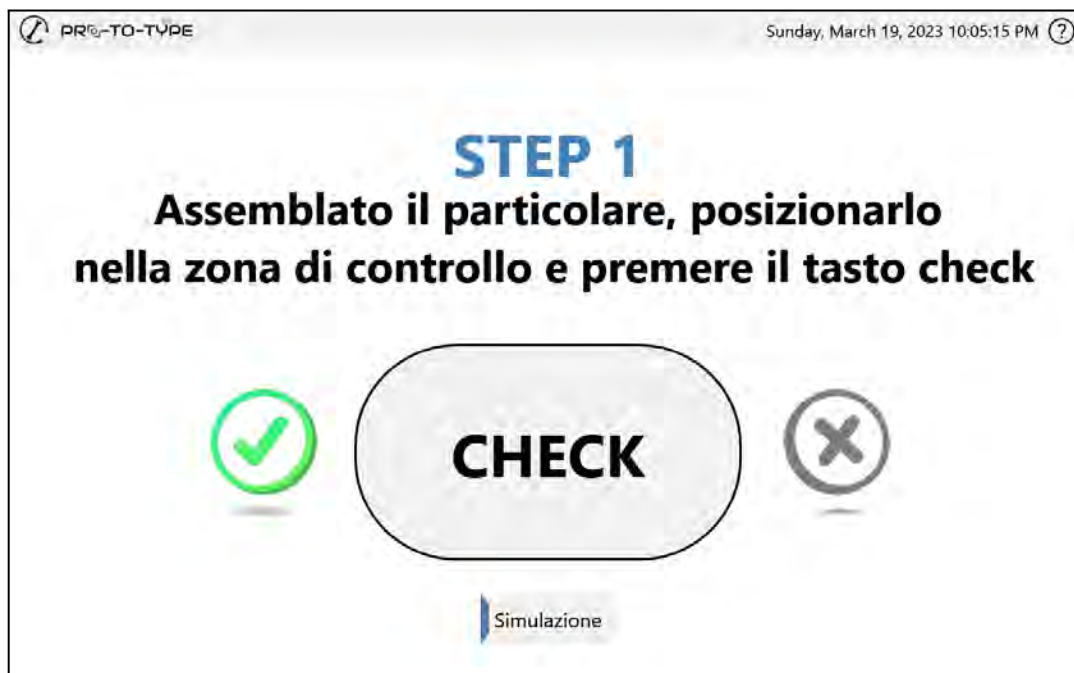 PRO-TO-TYPE
Sunday, March 19, 2023 10:05:15 PM ?
STEP 1
Assemblato il particolare, posizionarlo
nella zona di controllo e premere il tasto check
CHECK
Simulazione